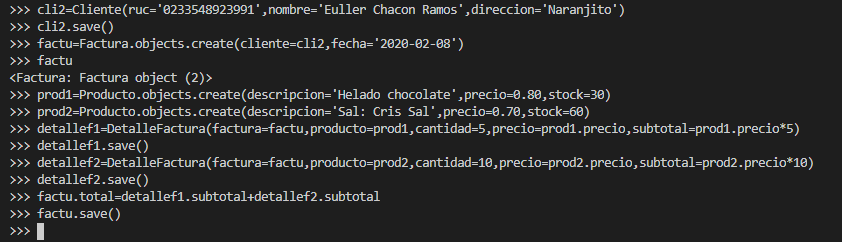 >>> cli2=Cliente(ruc='0233548923991',nombre='Euller Chacon Ramos',direccion='Naranjito')
>>> cli2.save()
>>> factu=Factura.objects.create(cliente=cli2,fecha='2020-02-08')
>>> factu
<Factura: Factura object (2)>
>>> prod1=Producto.objects.create(descripcion='Helado chocolate',precio=0.80,stock=30)
>>> prod2=Producto.objects.create(descripcion='Sal: Cris Sal',precio=0.70,stock=60)
>>> detallef1=DetalleFactura(factura=factu,producto=prod1,cantidad=5,precio=prod1.precio,subtotal=prod1.precio*5)
>>> detallef1.save()
>>> detallef2=DetalleFactura(factura=factu,producto=prod2,cantidad=10,precio=prod2.precio,subtotal=prod2.precio*10)
>>> detallef2.save()
>>> factu.total=detallef1.subtotal+detallef2.subtotal
>>> factu.save()
>>>